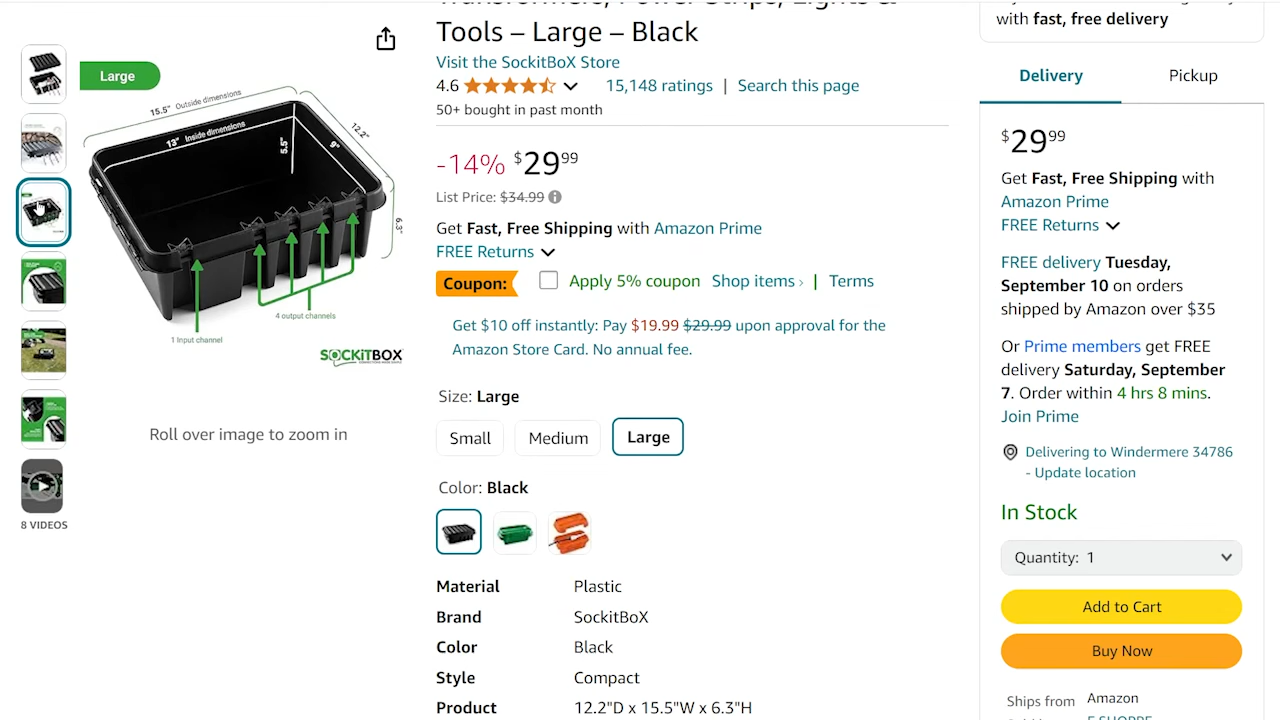 Transformers, Power Strips, Lights &
Tools – Large – Black
Visit the SockitBoX Store
4.6 15,148 ratings | Search this page
50+ bought in past month
-14% $29.99
List Price: $34.99
Get Fast, Free Shipping with Amazon Prime
FREE Returns
Coupon: Apply 5% coupon Shop items › | Terms
Get $10 off instantly: Pay $19.99 $29.99 upon approval for the
Amazon Store Card. No annual fee.
Size: Large
Small Medium Large
Color: Black
Material Plastic
Brand SockitBoX
Color Black
Style Compact
Product 12.2"D x 15.5"W x 6.3"H
Large
15.5" Outside dimensions
12.2"
13" Inside dimensions
5.5"
9"
6.3"
4 output channels
1 Input channel
SOCKiTBOX
Roll over image to zoom in
8 VIDEOS
with fast, free delivery
Delivery Pickup
$29.99
Get Fast, Free Shipping with
Amazon Prime
FREE Returns
FREE delivery Tuesday,
September 10 on orders
shipped by Amazon over $35
Or Prime members get FREE
delivery Saturday, September
7. Order within 4 hrs 8 mins.
Join Prime
Delivering to Windermere 34786
- Update location
In Stock
Quantity: 1
Add to Cart
Buy Now
Ships from Amazon